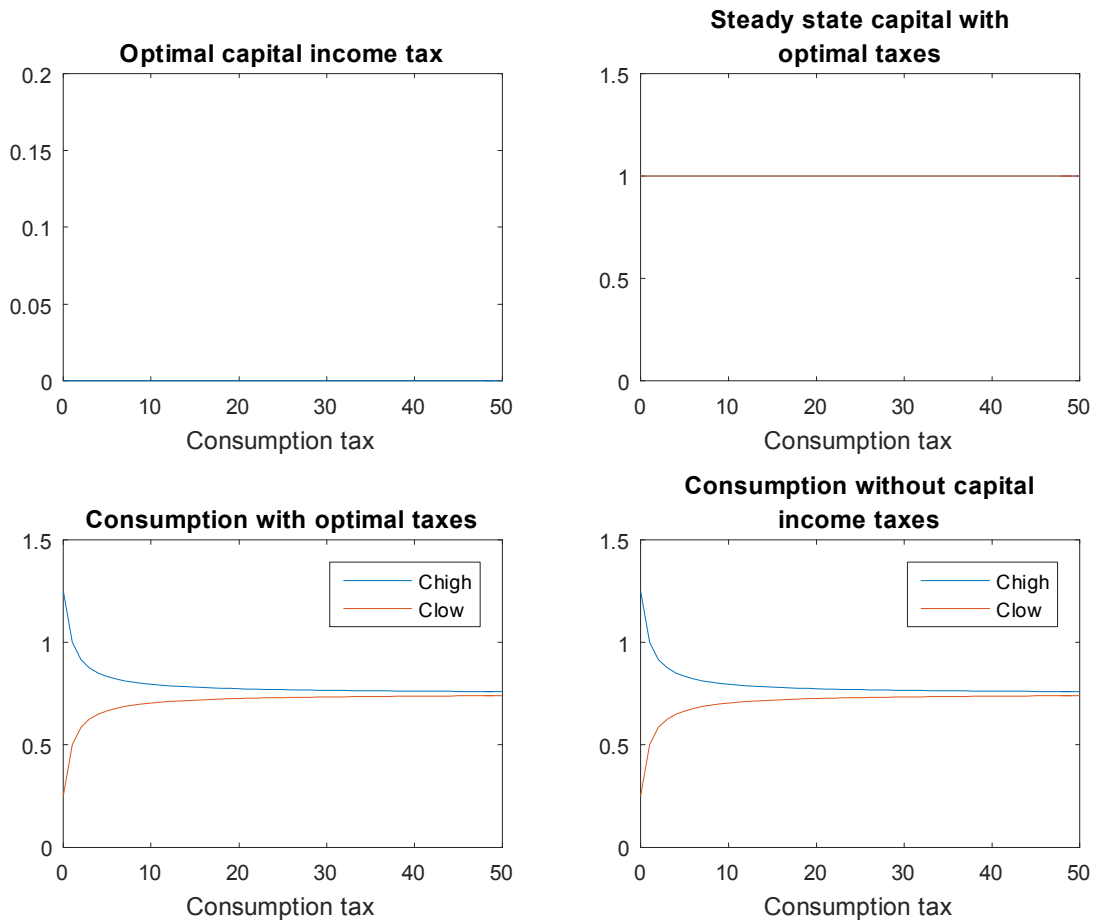 Optimal capital income tax
0.2
0.15
0.1
0.05
0
0 10 20 30 40 50
Consumption tax
Steady state capital with
optimal taxes
1.5
1
0.5
0
0 10 20 30 40 50
Consumption tax
Consumption with optimal taxes
1.5
1
0.5
0
Chigh
Clow
0 10 20 30 40 50
Consumption tax
Consumption without capital
income taxes
1.5
1
0.5
0
Chigh
Clow
0 10 20 30 40 50
Consumption tax